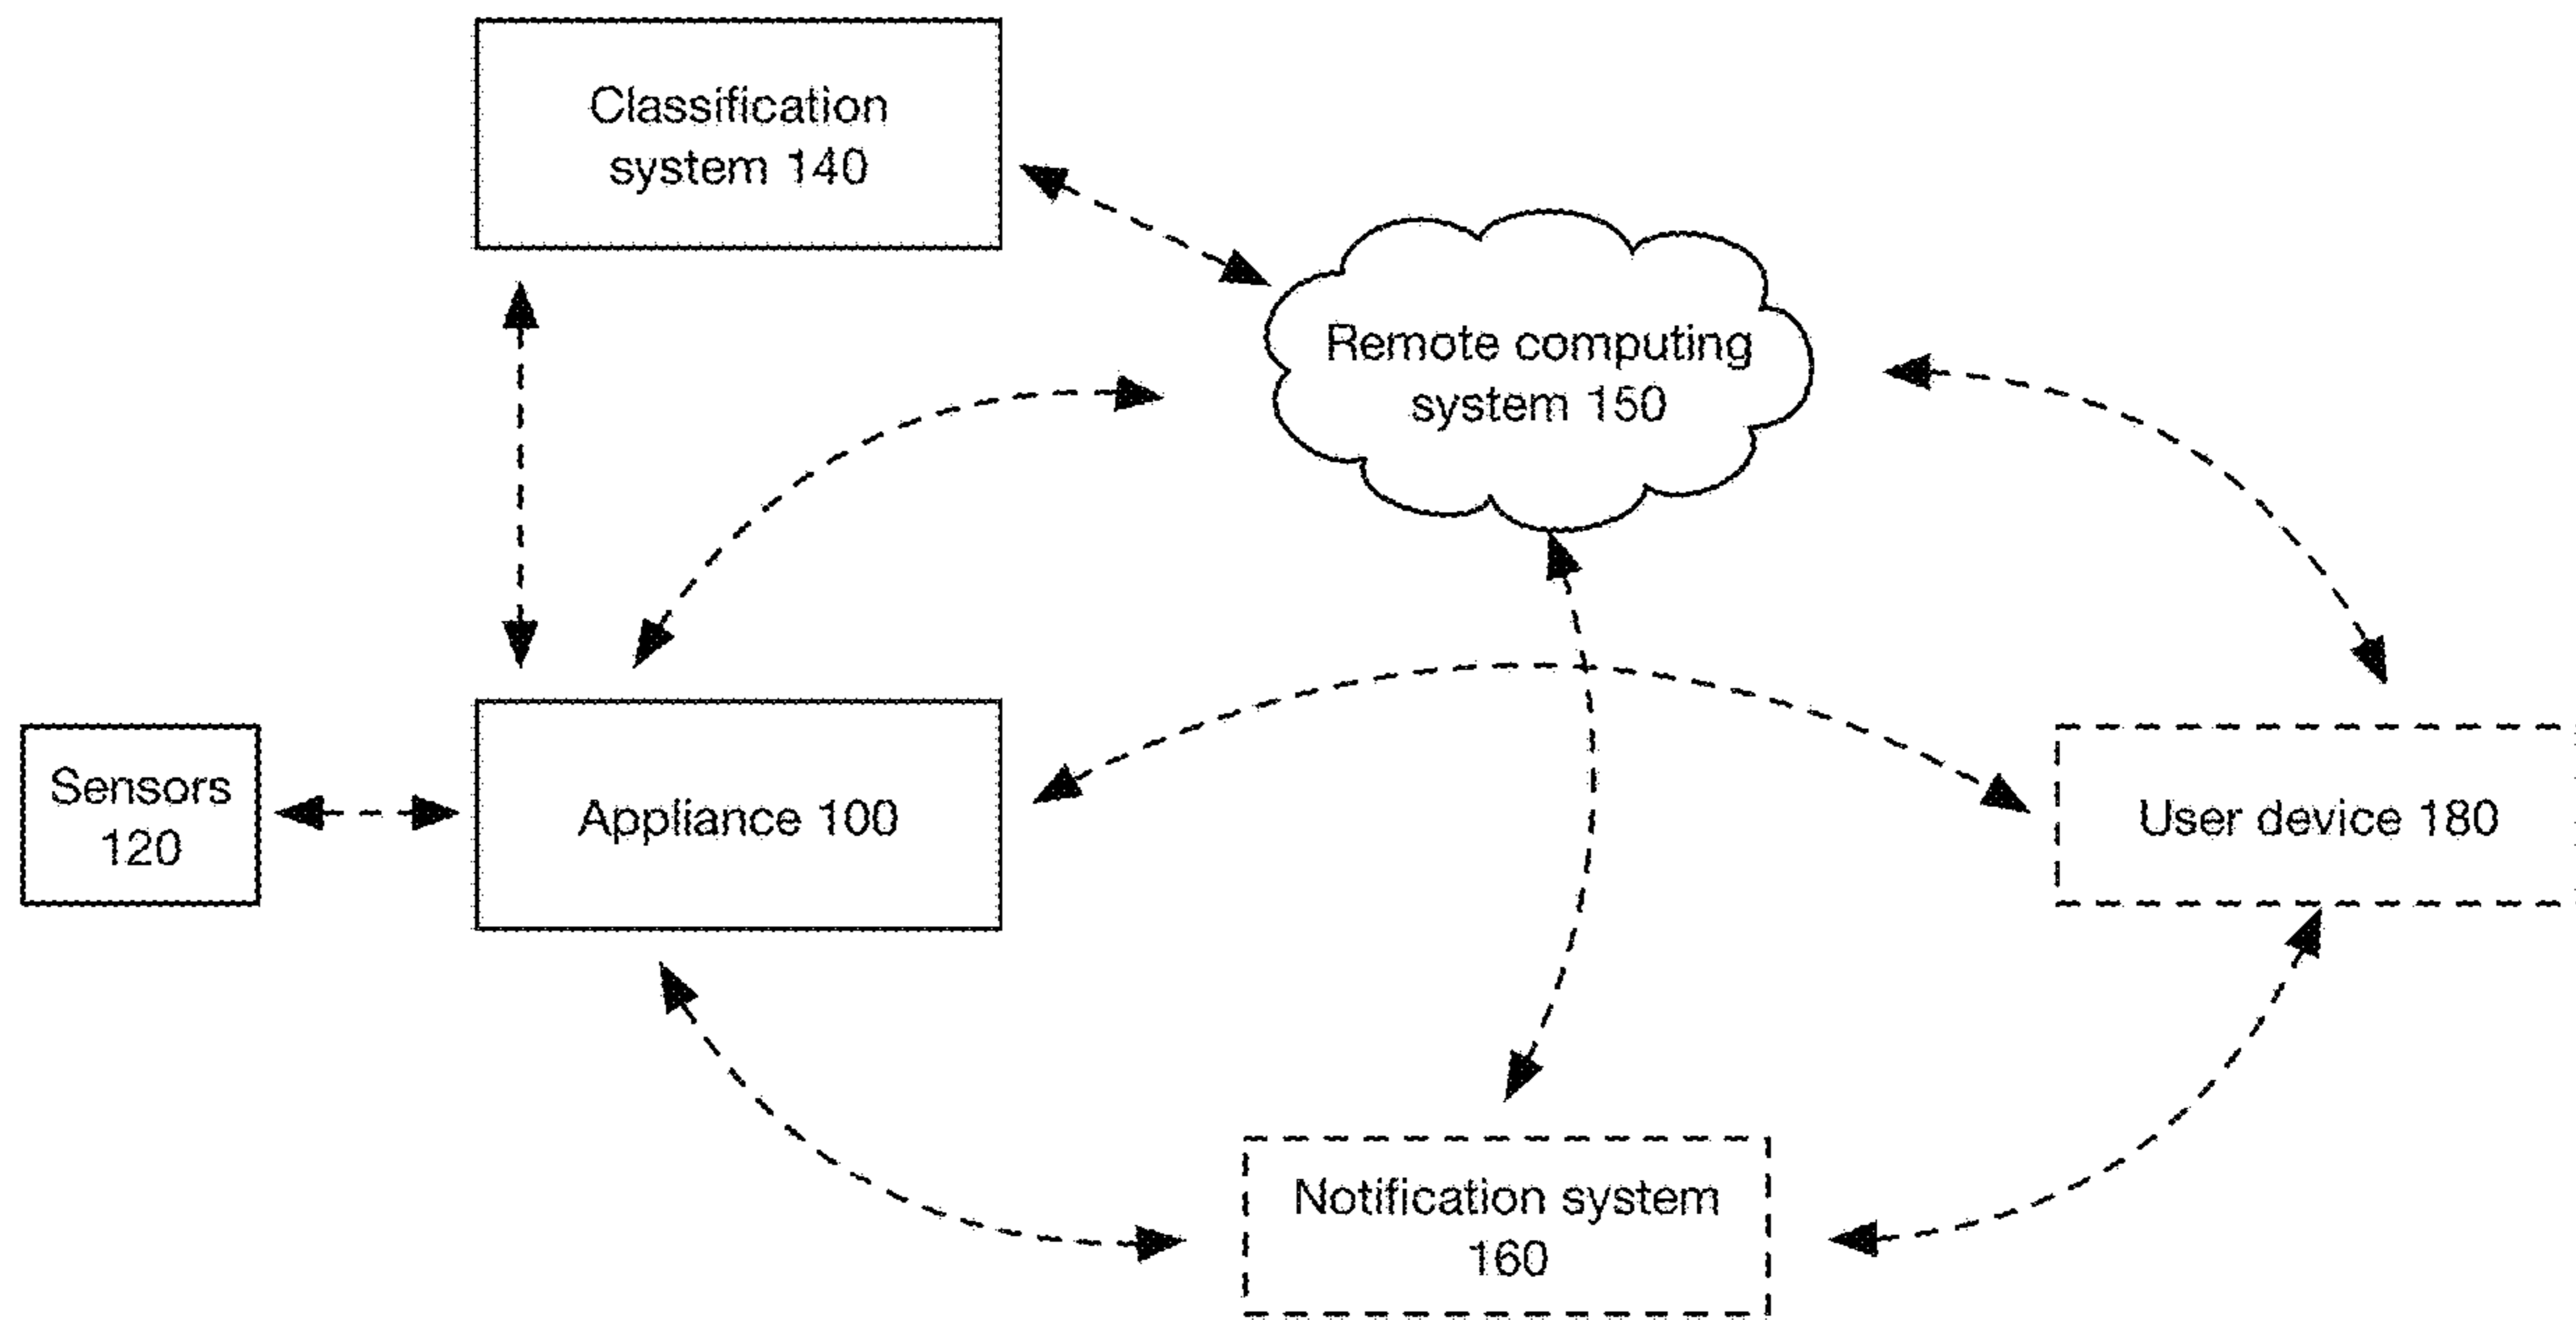 Classification
system 140
Remote computing
system 150
Sensors
120
Appliance 100
User device 180
Notification system
160